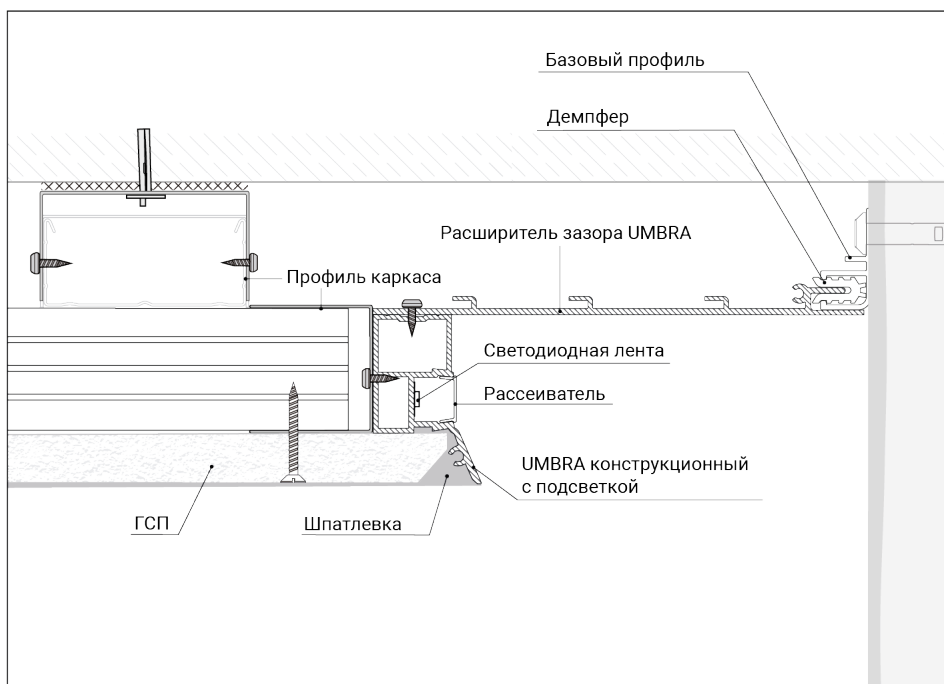 Базовый профиль
Демпфер
Расширитель зазора UMBRA
Профиль каркаса
Светодиодная лента
Рассеиватель
UMBRA конструкционный
с подсветкой
ГСП
Шпатлевка